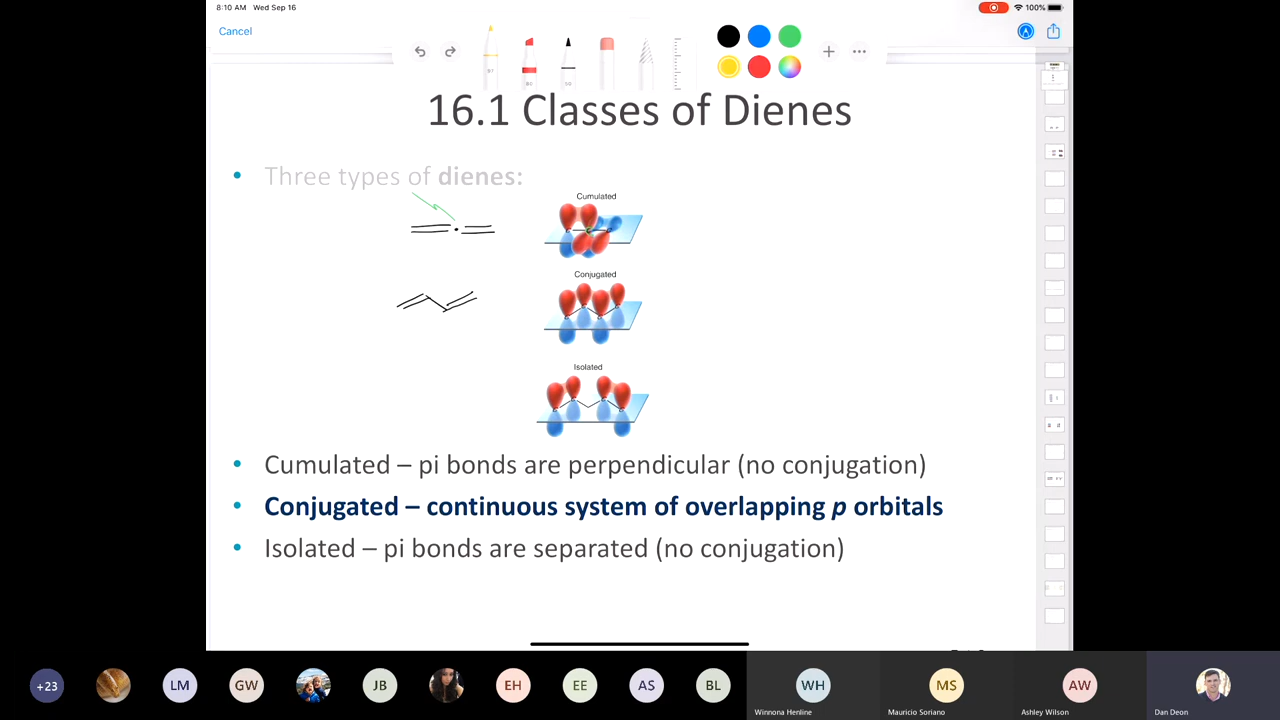 8:10 AM Wed Sep 16
100%
Cancel
16.1 Classes of Dienes
• Three types of dienes:
Cumulated
Conjugated
Isolated
• Cumulated – pi bonds are perpendicular (no conjugation)
• Conjugated – continuous system of overlapping p orbitals
• Isolated – pi bonds are separated (no conjugation)
+23
LM
GW
JB
EH
EE
AS
BL
WH
MS
AW
Winnona Henline
Mauricio Soriano
Ashley Wilson
Dan Deon